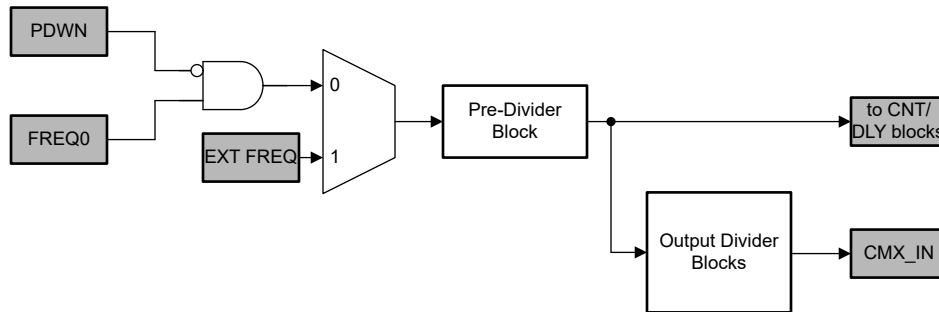 PDWN
FREQ0
EXT FREQ
0
1
Pre-Divider
Block
to CNT/
DLY blocks
Output Divider
Blocks
CMX_IN